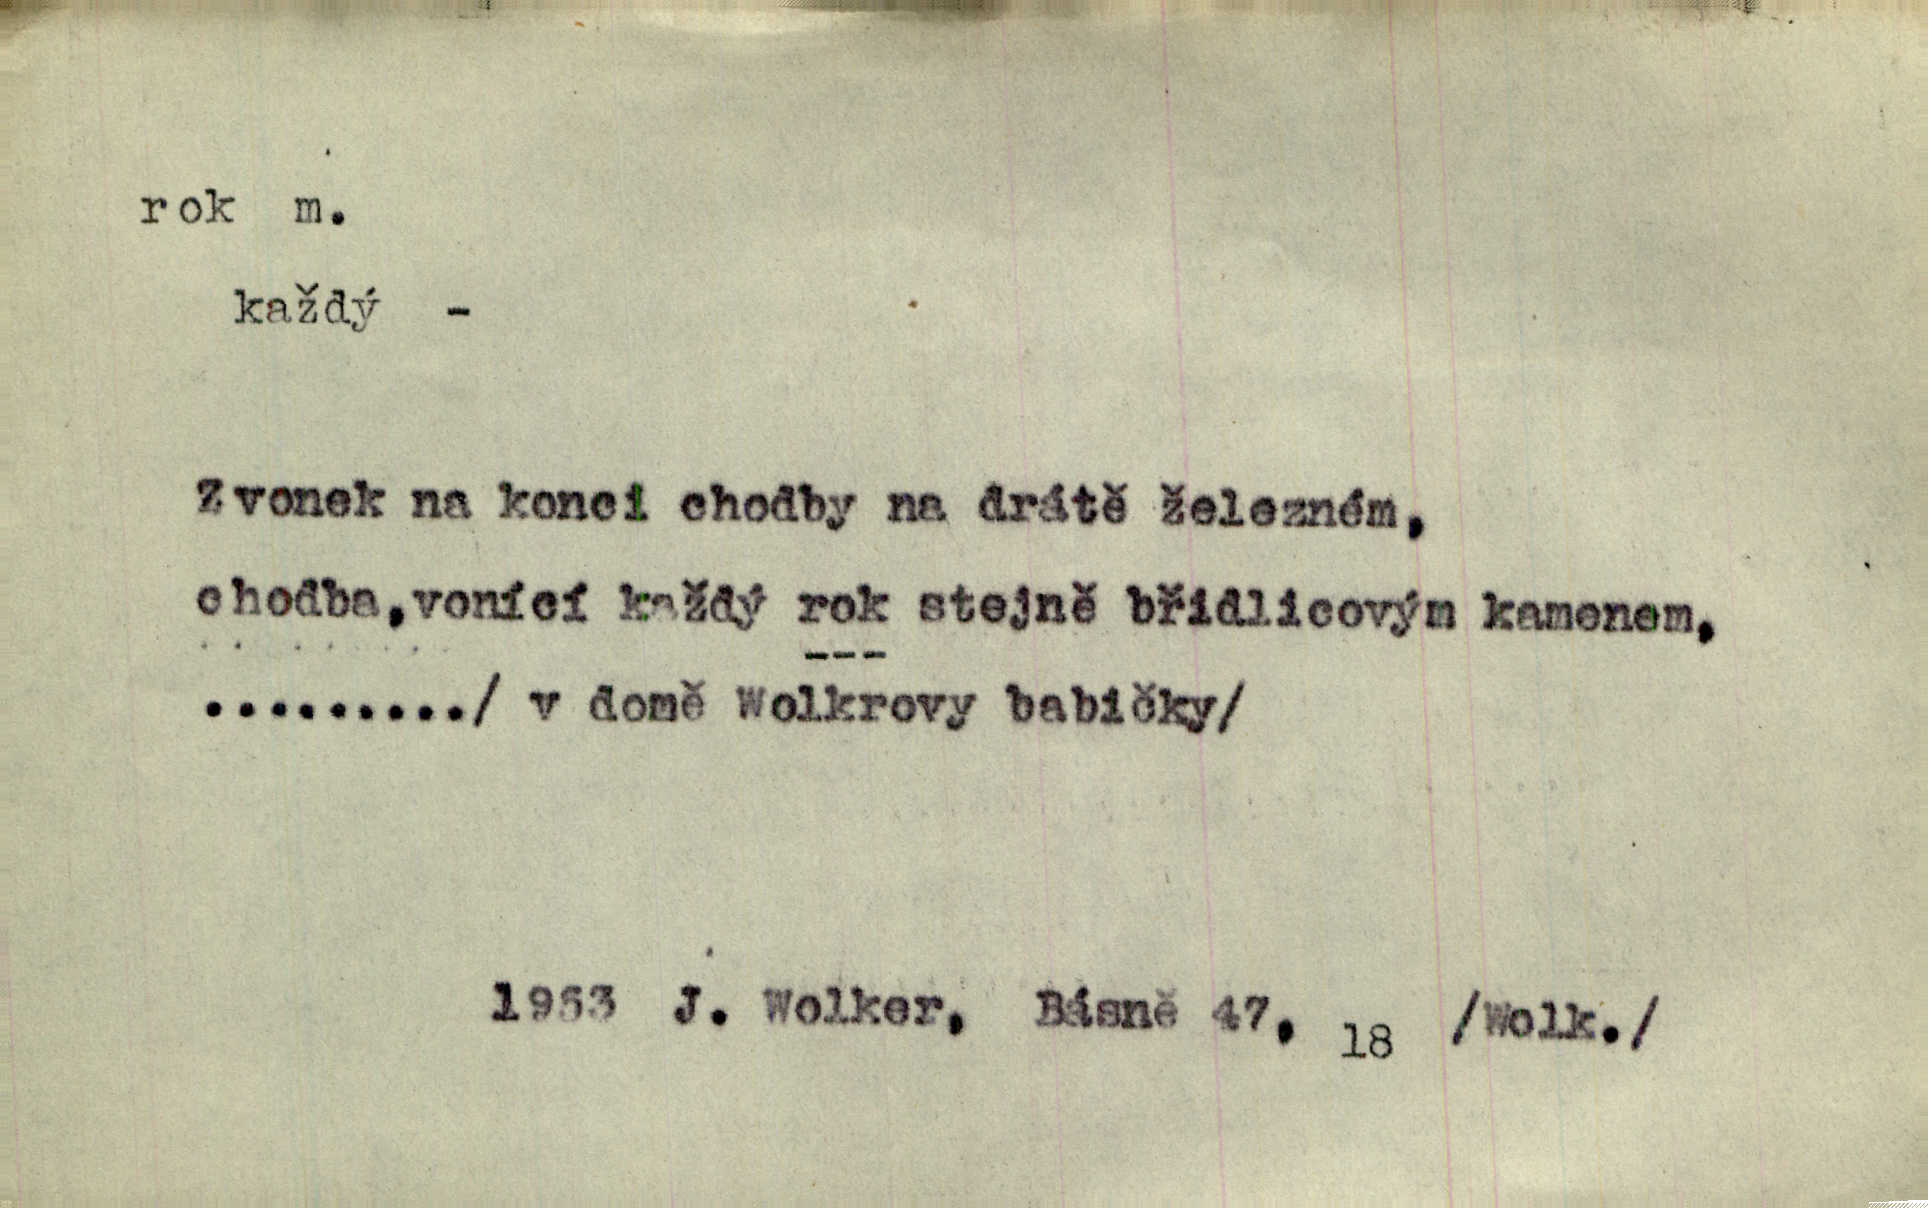 rok m.
každý -
Zvonek na konci chodby na drátě železném,
chodba,vonící každý rok stejně břidlicovým kamenem,
........./ v domě Wolkrovy babičky/
1953 J. Wolker, Básně 47, 18 /Wolk./